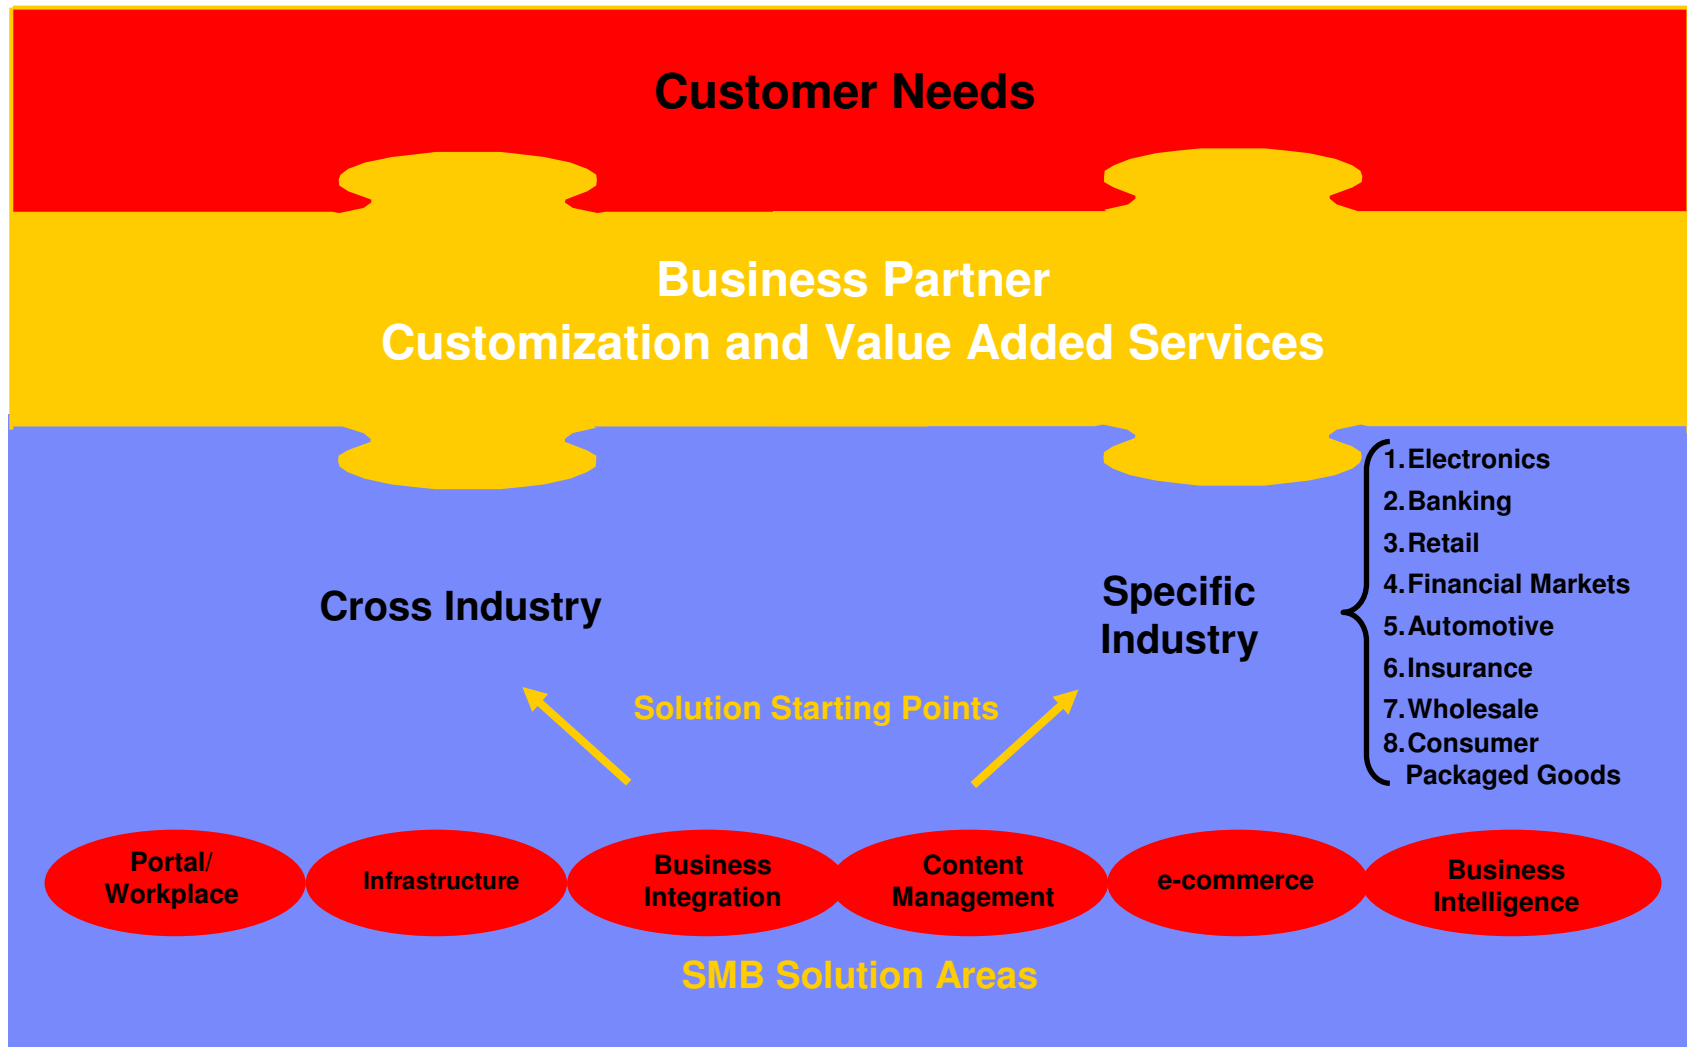 Customer Needs
Business Partner
Customization and Value Added Services
Cross Industry
Specific
Industry
1.Electronics
2.Banking
3.Retail
4.Financial Markets
5.Automotive
6.Insurance
7.Wholesale
8.Consumer
Packaged Goods
Solution Starting Points
Portal/
Workplace
Infrastructure
Business
Integration
Content
Management
e-commerce
Business
Intelligence
SMB Solution Areas